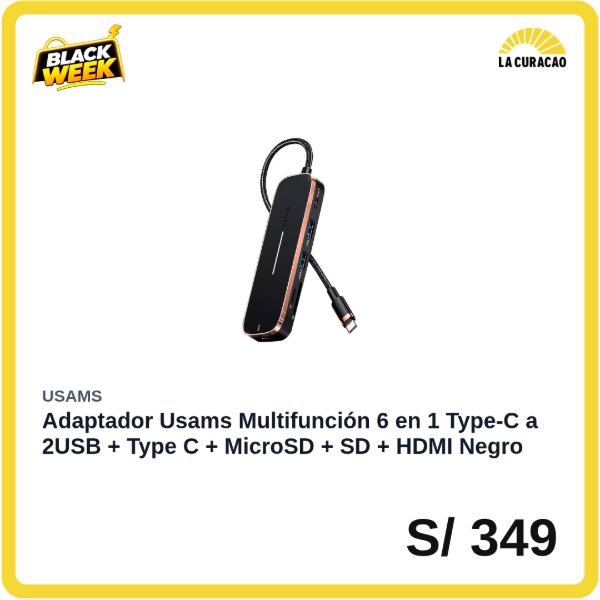 BLACK
WEEK
LA CURACAO
USAMS
Adaptador Usams Multifunción 6 en 1 Type-C a
2USB + Type C + MicroSD + SD + HDMI Negro
S/ 349